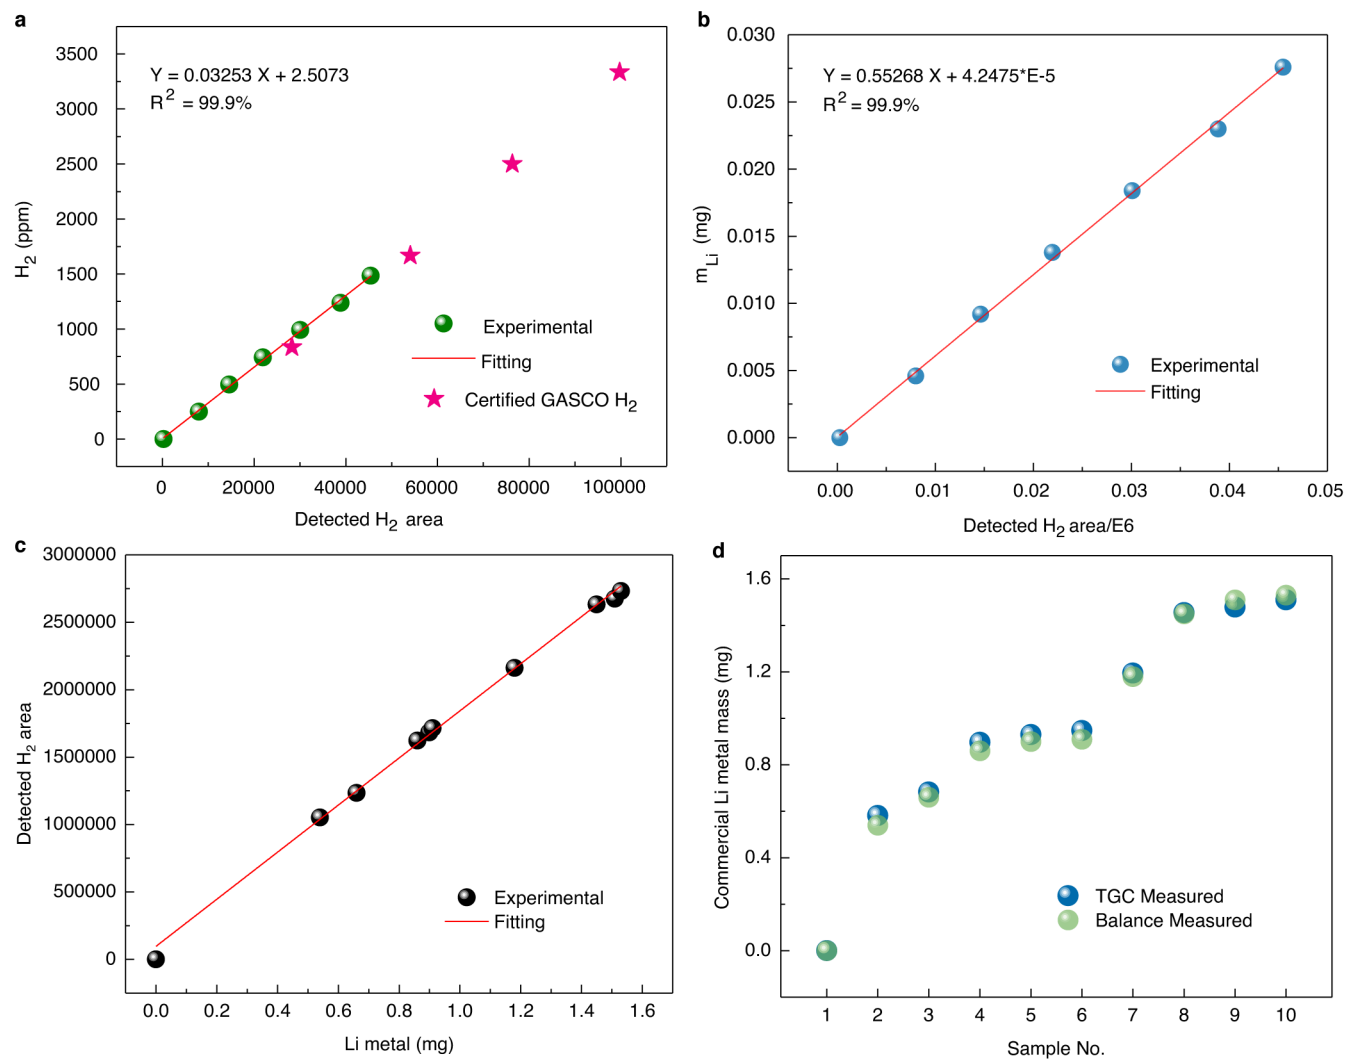 a
3500
3000
2500
2000
1500
1000
500
0
H2 (ppm)
Y = 0.03253 X + 2.5073
R2 = 99.9%
Experimental
Fitting
Certified GASCO H2
0 20000 40000 60000 80000 100000
Detected H2 area
b
0.030
0.025
0.020
0.015
0.010
0.005
0.000
mLi (mg)
Y = 0.55268 X + 4.2475*E-5
R2 = 99.9%
Experimental
Fitting
0.00 0.01 0.02 0.03 0.04 0.05
Detected H2 area/E6
c
3000000
2500000
2000000
1500000
1000000
500000
0
Detected H2 area
Experimental
Fitting
0.0 0.2 0.4 0.6 0.8 1.0 1.2 1.4 1.6
Li metal (mg)
d
1.6
1.2
0.8
0.4
0.0
Commercial Li metal mass (mg)
TGC Measured
Balance Measured
1 2 3 4 5 6 7 8 9 10
Sample No.